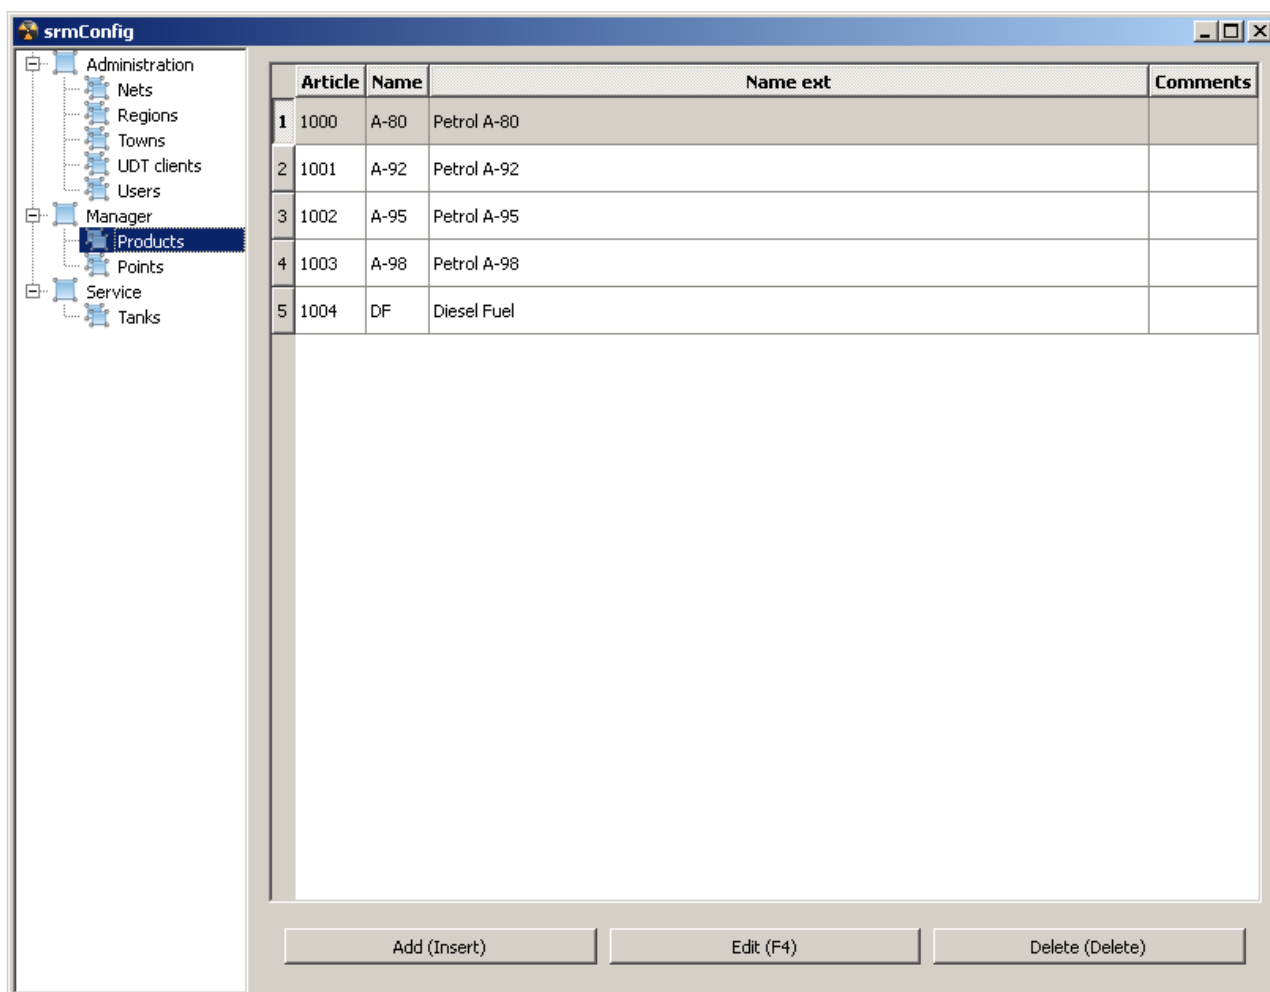 srmConfig
Administration
Nets
Regions
Towns
UDT clients
Users
Manager
Products
Points
Service
Tanks
Article Name Name ext Comments
1 1000 A-80 Petrol A-80
2 1001 A-92 Petrol A-92
3 1002 A-95 Petrol A-95
4 1003 A-98 Petrol A-98
5 1004 DF Diesel Fuel
Add (Insert) Edit (F4) Delete (Delete)